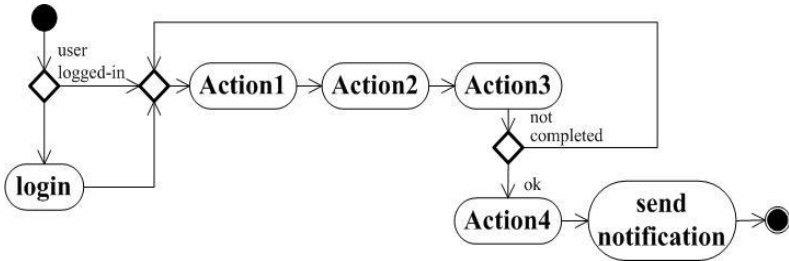 user
logged-in
Action1
Action2
Action3
not
completed
login
ok
Action4
send
notification